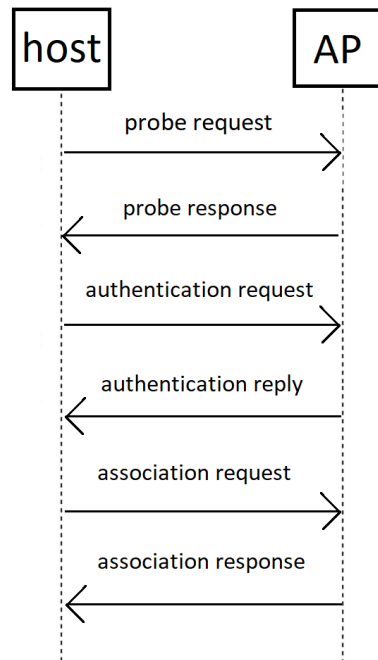 host
AP
probe request
probe response
authentication request
authentication reply
association request
association response